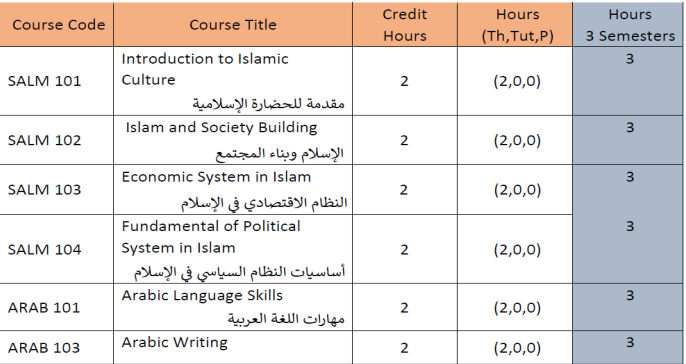 Course Code Course Title Credit Hours Hours (Th,Tut,P) Hours 3 Semesters
SALM 101 Introduction to Islamic Culture 2 (2,0,0) 3
مقدمة للحضارة الإسلامية
SALM 102 Islam and Society Building 2 (2,0,0) 3
الإسلام وبناء المجتمع
SALM 103 Economic System in Islam 2 (2,0,0) 3
النظام الاقتصادي في الإسلام
SALM 104 Fundamental of Political System in Islam 2 (2,0,0) 3
أساسيات النظام السياسي في الإسلام
ARAB 101 Arabic Language Skills 2 (2,0,0) 3
مهارات اللغة العربية
ARAB 103 Arabic Writing 2 (2,0,0) 3